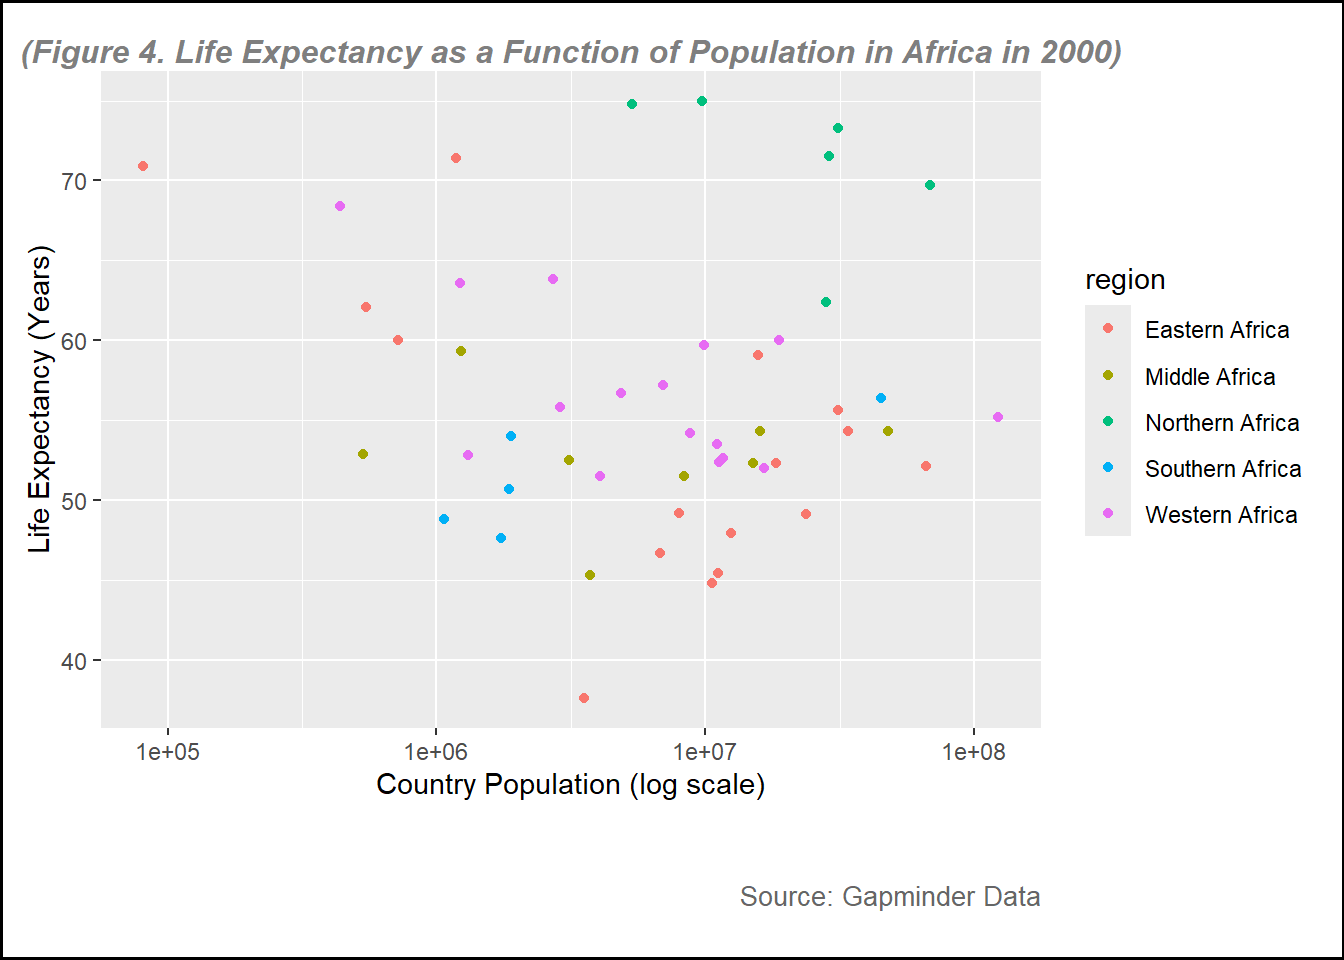 (Figure 4. Life Expectancy as a Function of Population in Africa in 2000)
Life Expectancy (Years)
70
60
50
40
1e+05 1e+06 1e+07 1e+08
Country Population (log scale)
region
Eastern Africa
Middle Africa
Northern Africa
Southern Africa
Western Africa
Source: Gapminder Data